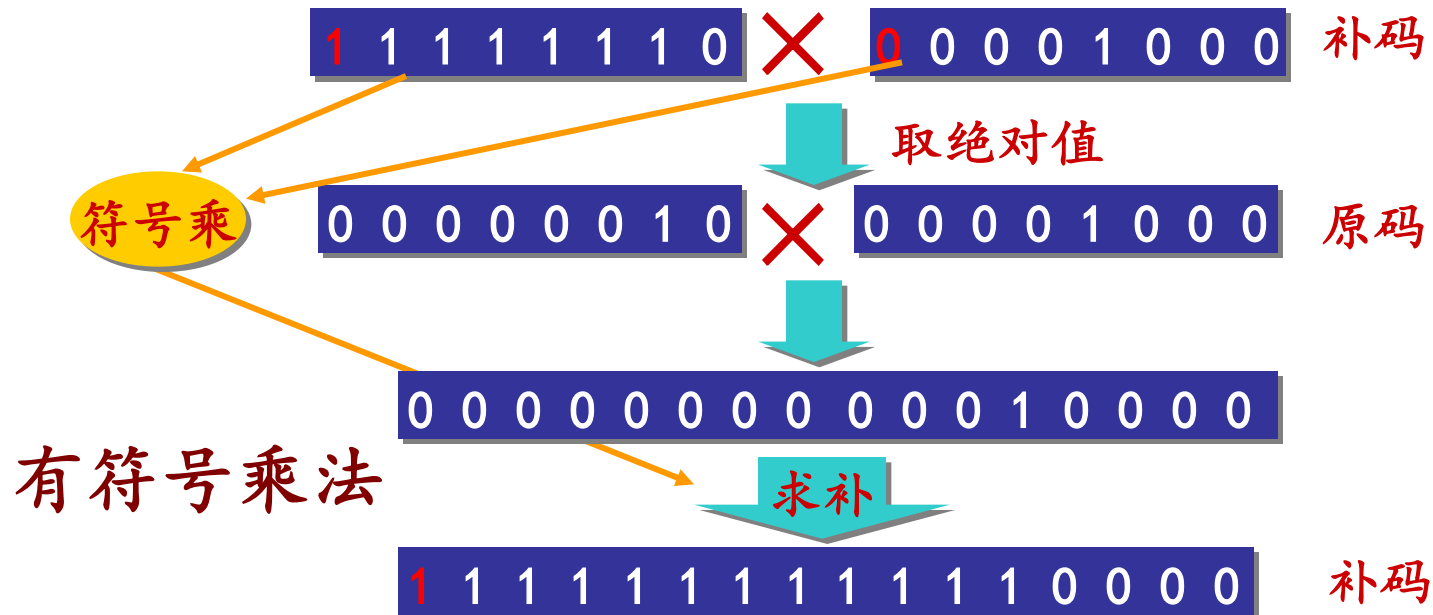 1 1 1 1 1 1 1 0 × 0 0 0 0 1 0 0 0 补码
取绝对值
符号乘
0 0 0 0 0 0 1 0 × 0 0 0 0 1 0 0 0 原码
0 0 0 0 0 0 0 0 0 0 0 1 0 0 0 0
有符号乘法
求补
1 1 1 1 1 1 1 1 1 1 1 1 0 0 0 0 补码